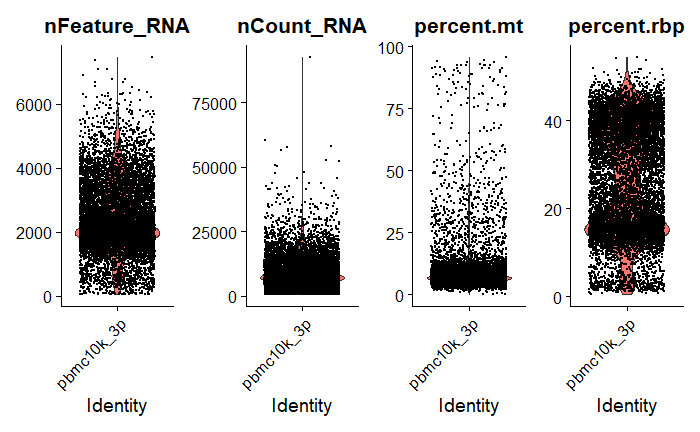 nFeature_RNA
6000
4000
2000
0
pbmc10k_3p
Identity
nCount_RNA
75000
50000
25000
0
pbmc10k_3p
Identity
percent.mt
100
75
50
25
0
pbmc10k_3p
Identity
percent.rbp
40
20
0
pbmc10k_3p
Identity